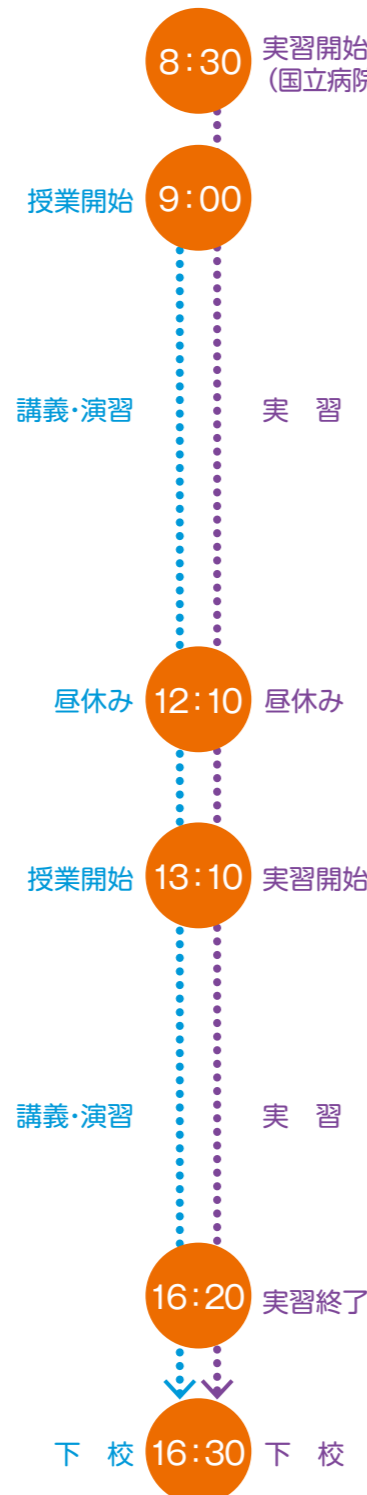 8:30 実習開始
(国立病院
授業開始 9:00
講義・演習 実 習
昼休み 12:10 昼休み
授業開始 13:10 実習開始
講義・演習 実 習
16:20 実習終了
下 校 16:30 下 校